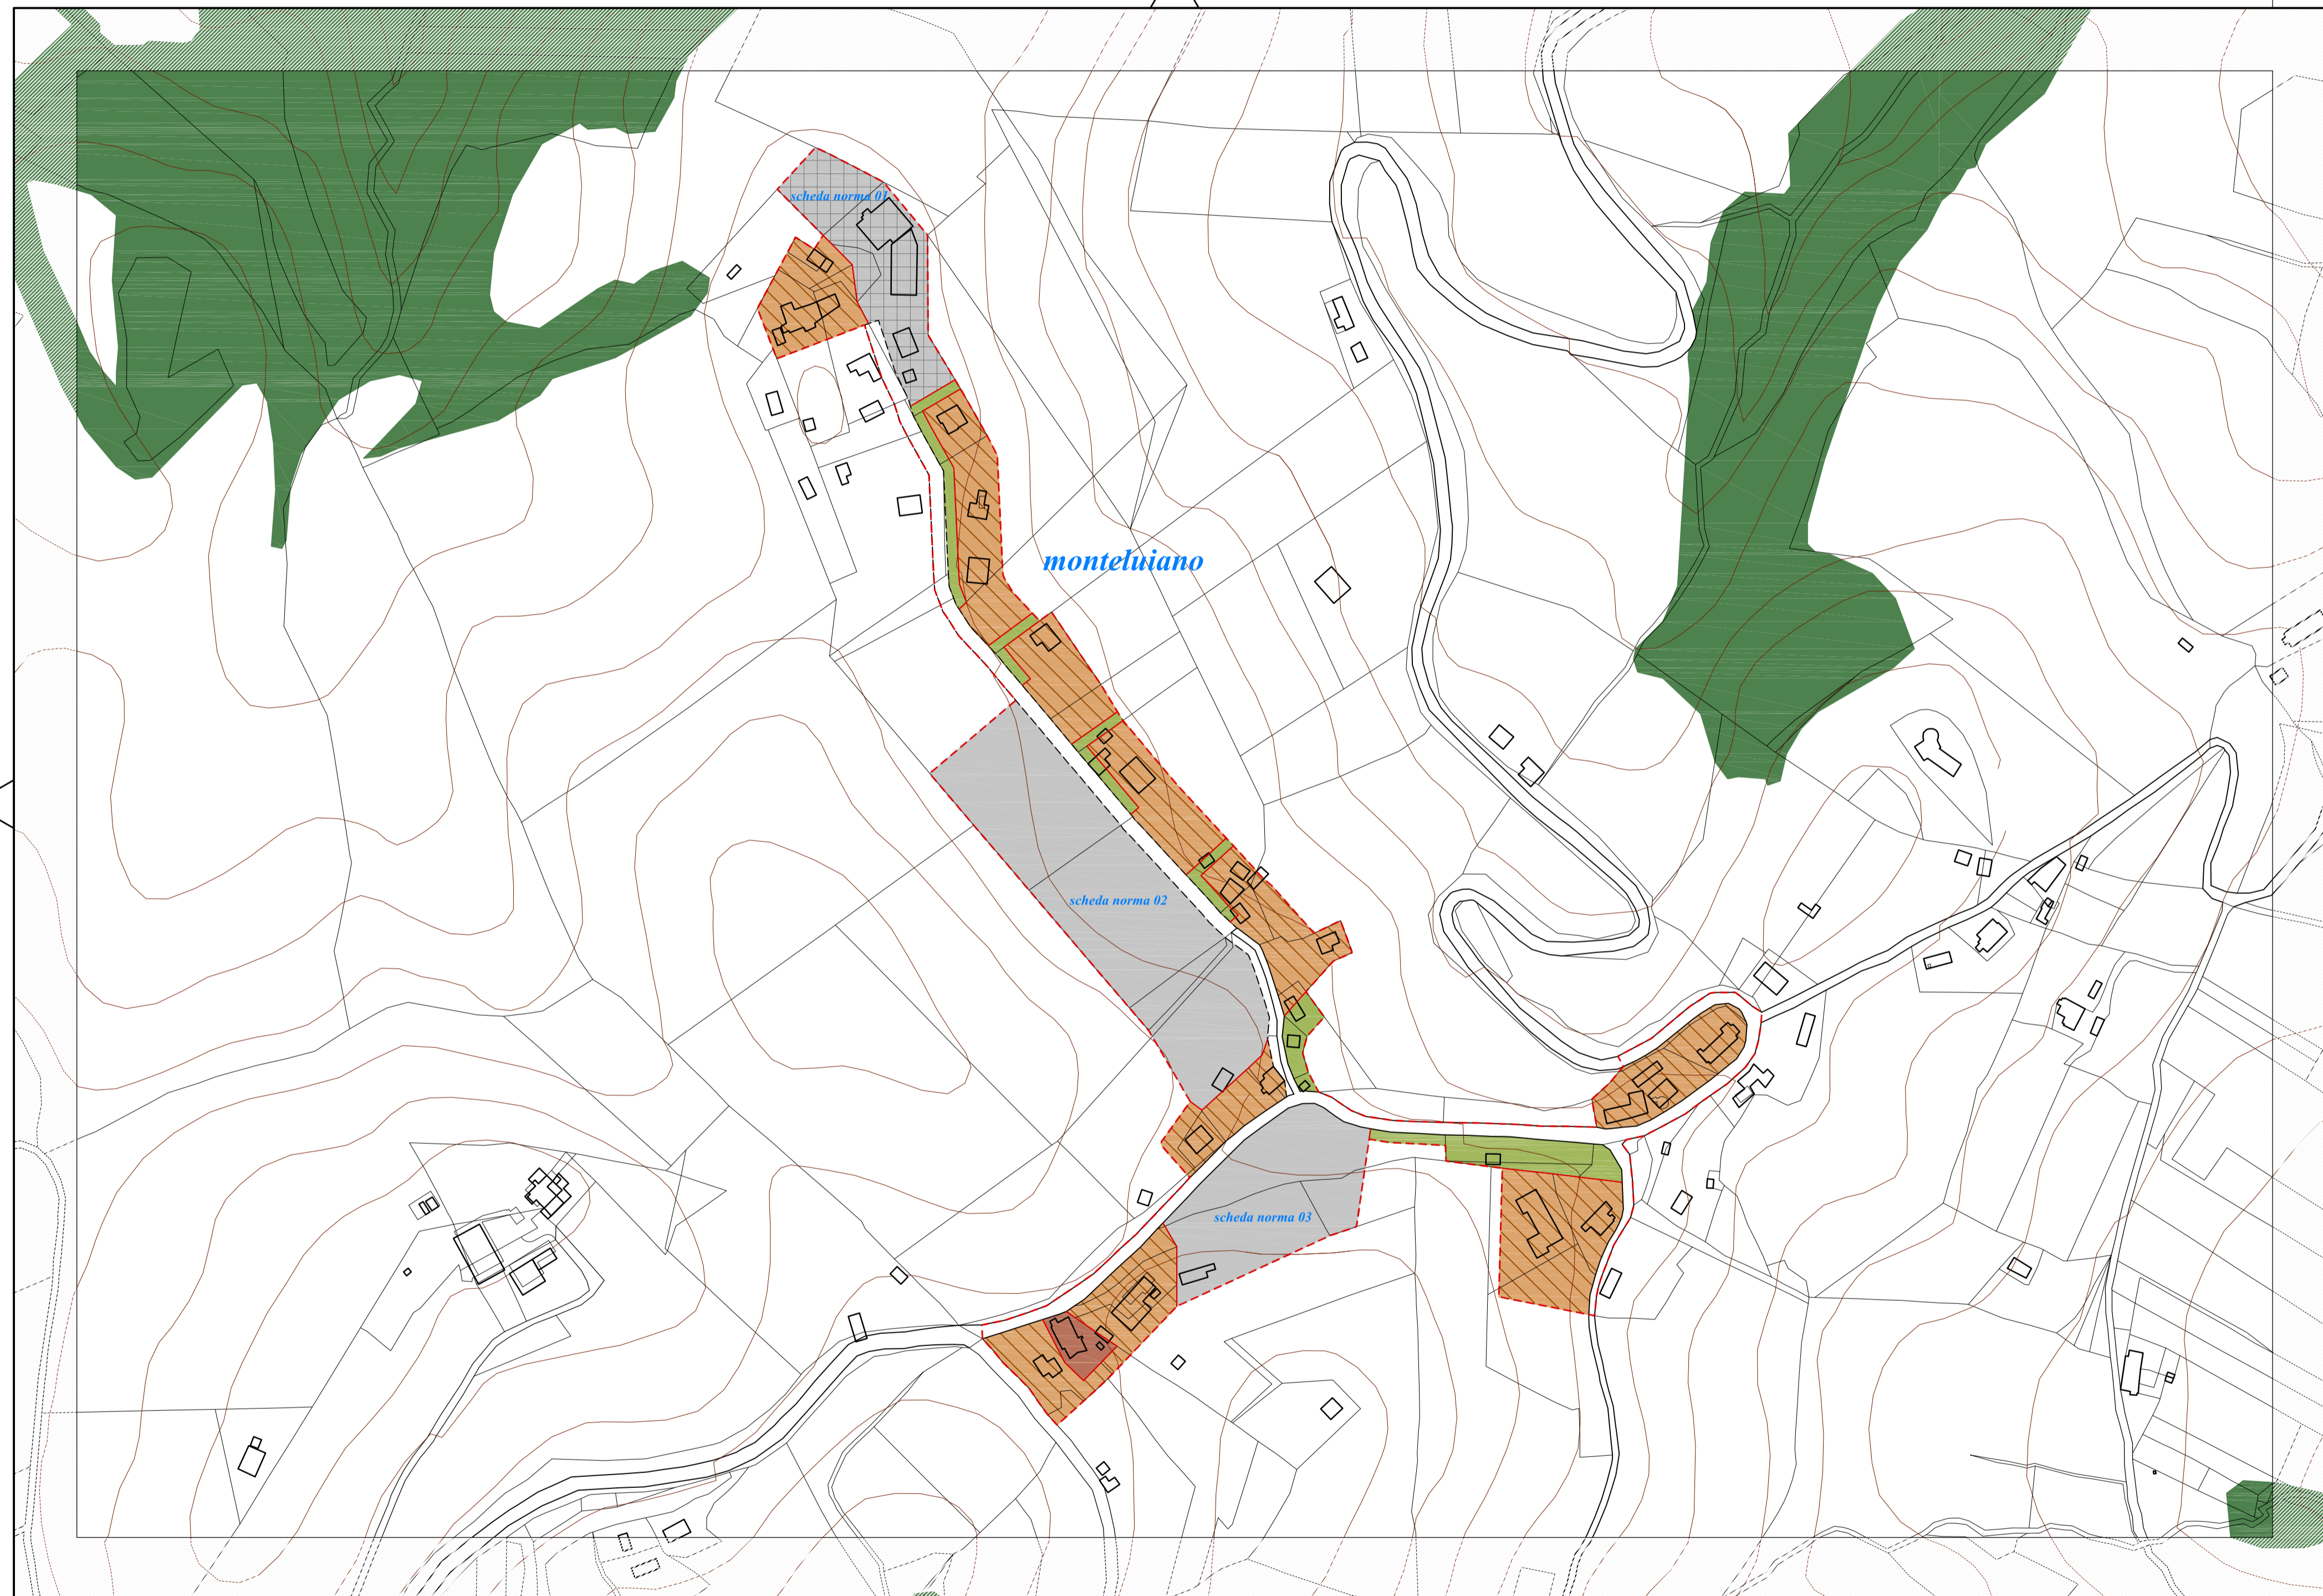 scheda norma 01
monteluiano
scheda norma 02
scheda norma 03